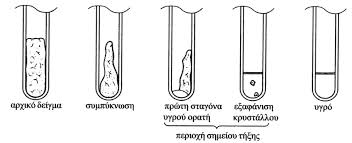 αρχικό δείγμα
συμπύκνωση
πρώτη σταγόνα
υγρού ορατή
εξαφάνιση
κρυστάλλου
υγρό
περιοχή σημείου τήξης